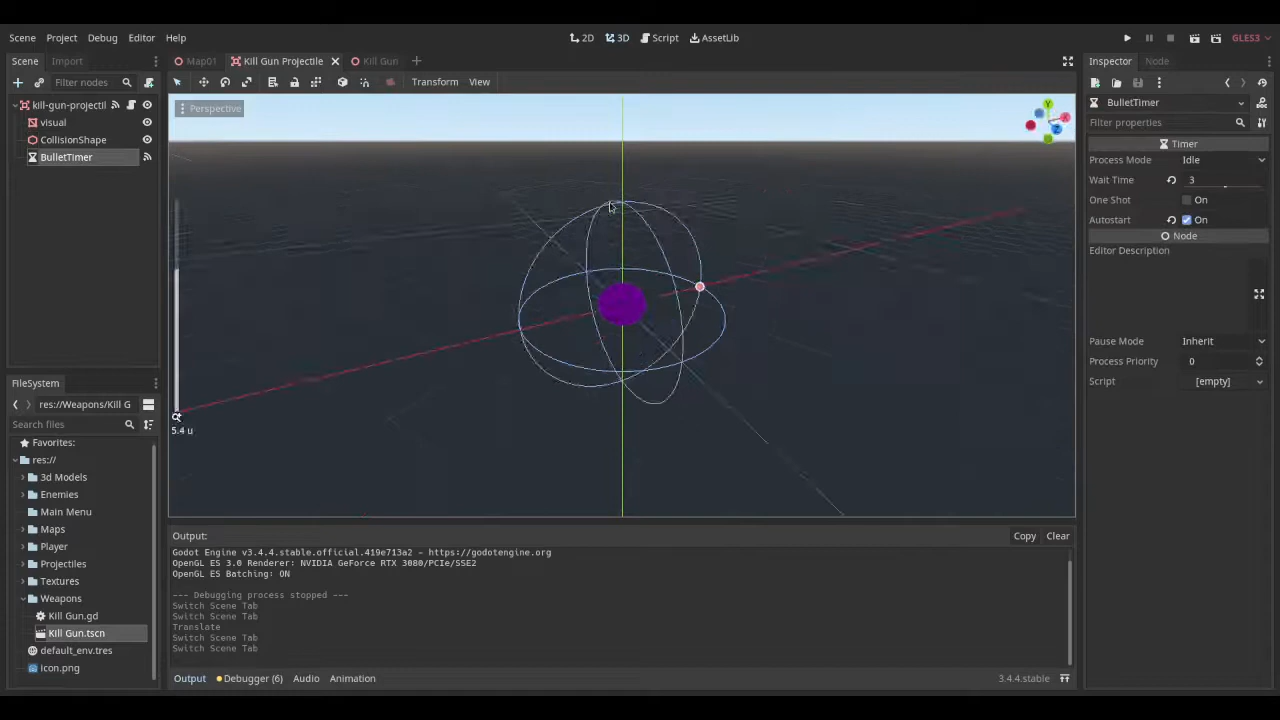 Scene Project Debug Editor Help
2D 3D Script AssetLib
GLES3
Scene Import
Map01 Kill Gun Projectile Kill Gun
Inspector Node
Filter nodes
Transform View
kill-gun-projectil
visual
CollisionShape
BulletTimer
Perspective
Y
X
Z
5.4 u
BulletTimer
Filter properties
Timer
Process Mode Idle
Wait Time 3
One Shot On
Autostart On
Node
Editor Description
Pause Mode Inherit
Process Priority 0
Script [empty]
FileSystem
res://Weapons/Kill G
Search files
Favorites:
res://
3d Models
Enemies
Main Menu
Maps
Player
Projectiles
Textures
Weapons
Kill Gun.gd
Kill Gun.tscn
default_env.tres
icon.png
Output:
Copy Clear
Godot Engine v3.4.4.stable.official.419e713a2 - https://godotengine.org
OpenGL ES 3.0 Renderer: NVIDIA GeForce RTX 3080/PCIe/SSE2
OpenGL ES Batching: ON
--- Debugging process stopped ---
Switch Scene Tab
Switch Scene Tab
Translate
Switch Scene Tab
Switch Scene Tab
Output Debugger (6) Audio Animation
3.4.4.stable